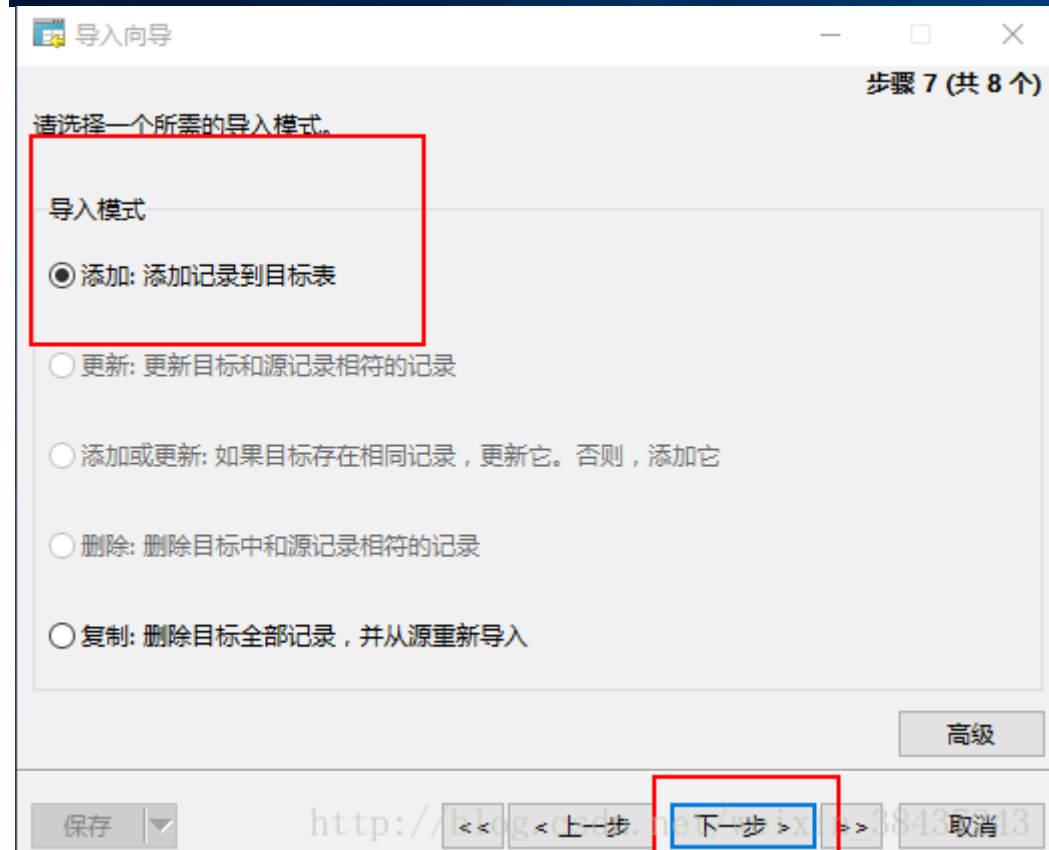 导入向导
步骤 7 (共 8 个)
请选择一个所需的导入模式。
导入模式
添加: 添加记录到目标表
更新: 更新目标和源记录相符的记录
添加或更新: 如果目标存在相同记录，更新它。否则，添加它
删除: 删除目标中和源记录相符的记录
复制: 删除目标全部记录，并从源重新导入
高级
保存 << < 上一步 下一步 > >> 取消